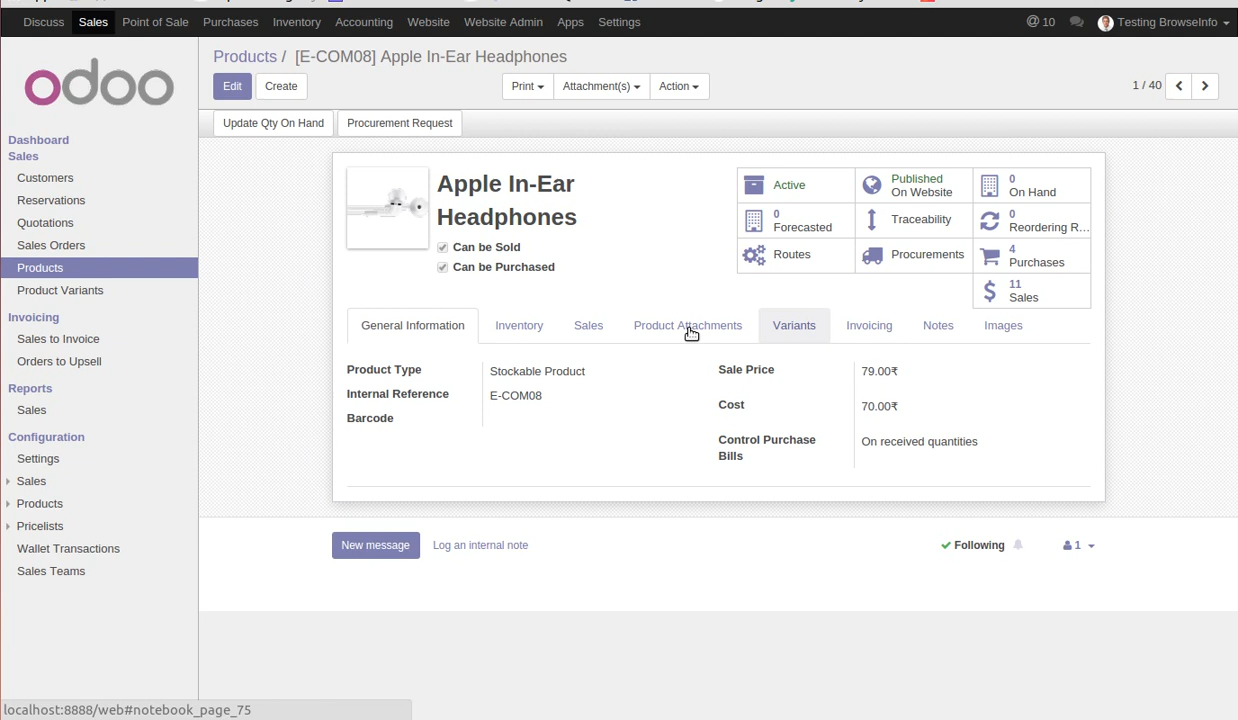 Discuss Sales Point of Sale Purchases Inventory Accounting Website Website Admin Apps Settings @ 10 Testing BrowseInfo
odoo
Products / [E-COM08] Apple In-Ear Headphones
Edit Create Print Attachment(s) Action 1 / 40
Update Qty On Hand Procurement Request
Dashboard
Sales
Customers
Reservations
Quotations
Sales Orders
Products
Product Variants
Invoicing
Sales to Invoice
Orders to Upsell
Reports
Sales
Configuration
Settings
Sales
Products
Pricelists
Wallet Transactions
Sales Teams
Apple In-Ear
Headphones
Can be Sold
Can be Purchased
Active
Published
On Website
0
On Hand
0
Forecasted
Traceability
0
Reordering R...
Routes
Procurements
4
Purchases
11
Sales
General Information Inventory Sales Product Attachments Variants Invoicing Notes Images
Product Type Stockable Product
Internal Reference E-COM08
Barcode
Sale Price 79.00₹
Cost 70.00₹
Control Purchase
Bills
On received quantities
New message Log an internal note Following 1
localhost:8888/web#notebook_page_75